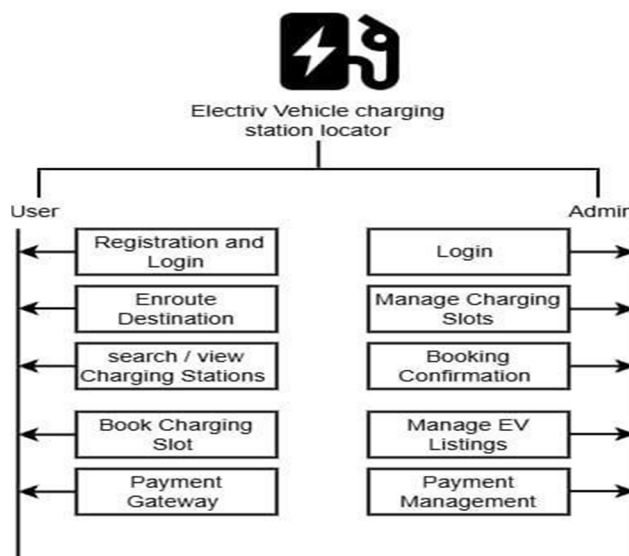 Electriv Vehicle charging
station locator
User
Admin
Registration and
Login
Enroute
Destination
search / view
Charging Stations
Book Charging
Slot
Payment
Gateway
Login
Manage Charging
Slots
Booking
Confirmation
Manage EV
Listings
Payment
Management